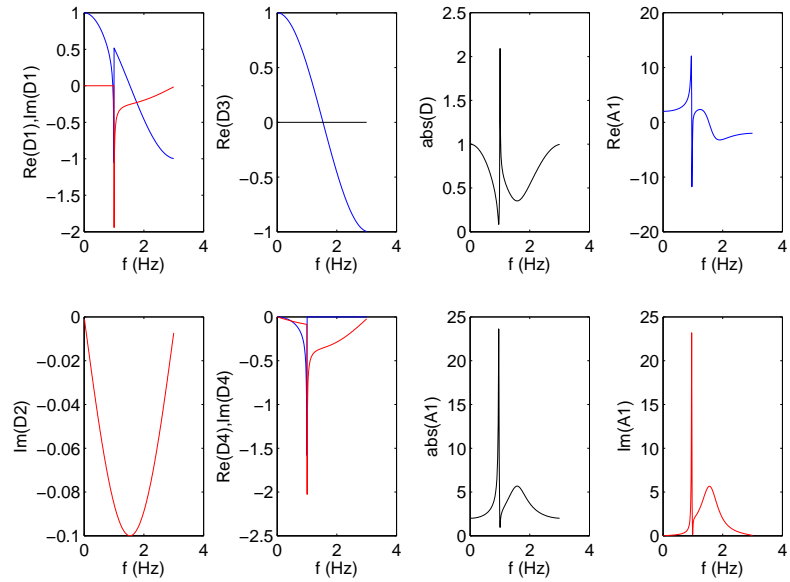 1
0.5
0
−0.5
−1
−1.5
−2
0 2 4
f (Hz)
Re(D1),Im(D1)
1
0.5
0
−0.5
−1
0 2 4
f (Hz)
Re(D3)
2.5
2
1.5
1
0.5
0
0 2 4
f (Hz)
abs(D)
20
10
0
−10
−20
0 2 4
f (Hz)
Re(A1)
0
−0.02
−0.04
−0.06
−0.08
−0.1
0 2 4
f (Hz)
Im(D2)
0
−0.5
−1
−1.5
−2
−2.5
0 2 4
f (Hz)
Re(D4),Im(D4)
25
20
15
10
5
0
0 2 4
f (Hz)
abs(A1)
25
20
15
10
5
0
0 2 4
f (Hz)
Im(A1)